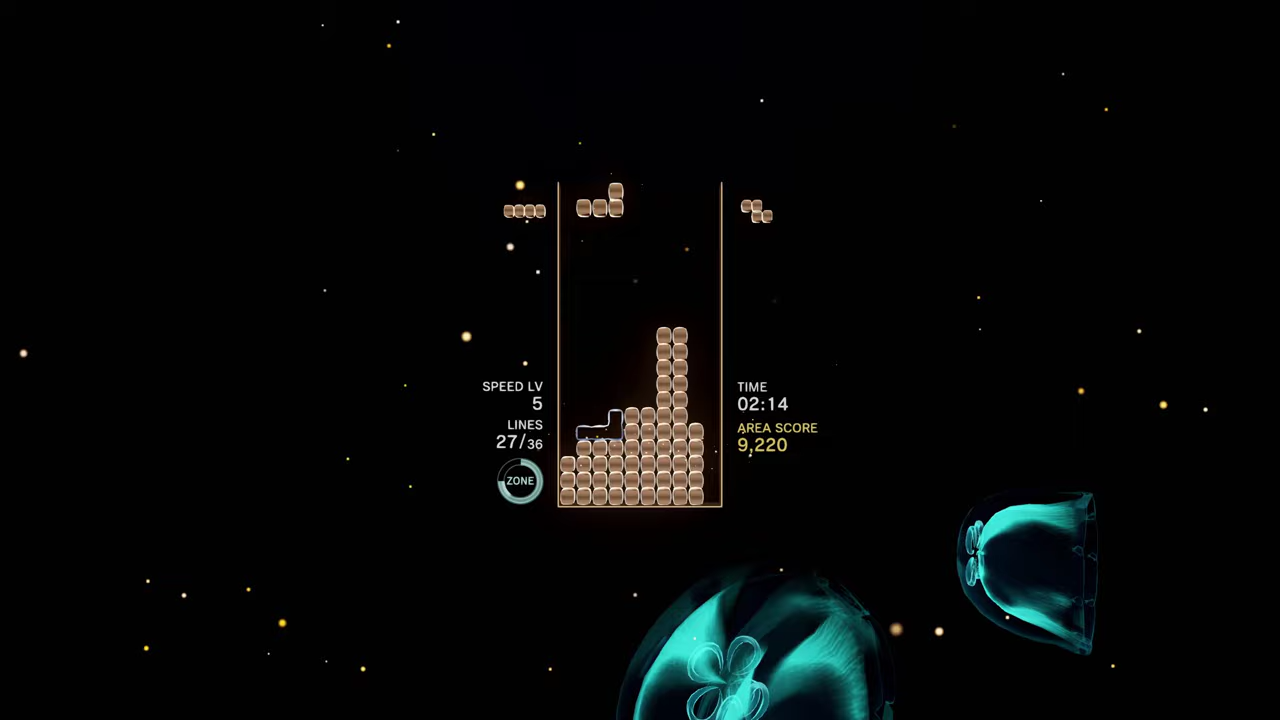 SPEED LV
5
LINES
27/36
ZONE
TIME
02:14
AREA SCORE
9,220